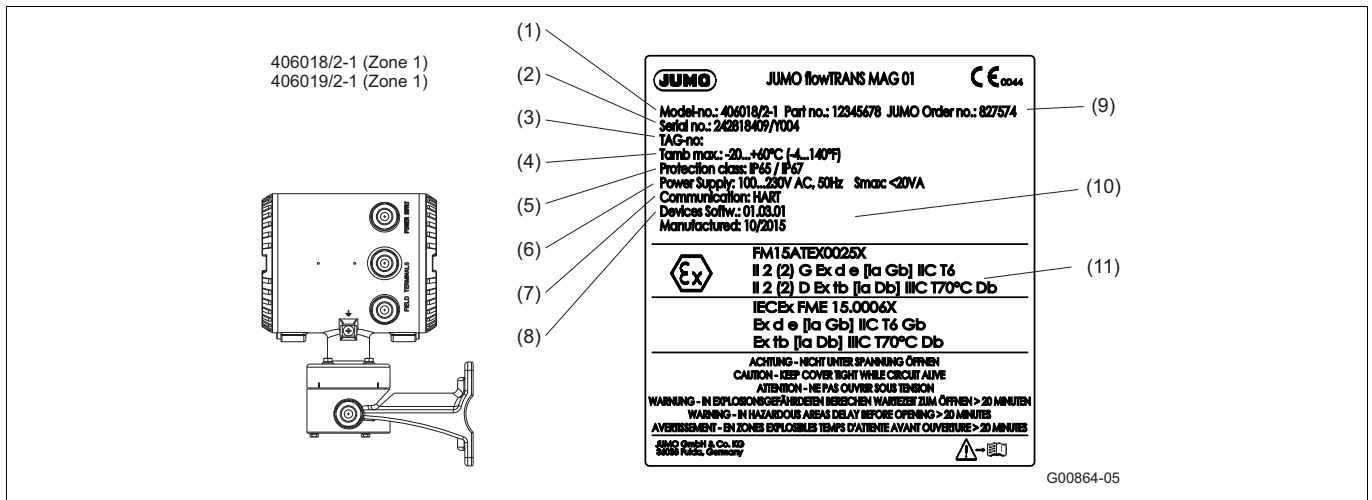 406018/2-1 (Zone 1)
406019/2-1 (Zone 1)
POWER INPUT
FIELD TERMINALS
(1)
(2)
(3)
(4)
(5)
(6)
(7)
(8)
JUMO
JUMO flowTRANS MAG 01
CE 0044
Model-no.: 406018/2-1 Part no.: 12345678 JUMO Order no.: 827574
Serial no.: 242818409/Y004
TAG-no:
Tamb max.: -20...+60°C (-4...140°F)
Protection class: IP65 / IP67
Power Supply: 100...230V AC, 50Hz Smax: <20VA
Communication: HART
Devices Softw.: 01.03.01
Manufactured: 10/2015
Ex
FM15ATEX0025X
II 2 (2) G Ex d e [ia Gb] IIC T6
II 2 (2) D Ex tb [ia Db] IIIC T70°C Db
IECEx FME 15.0006X
Ex d e [ia Gb] IIC T6 Gb
Ex tb [ia Db] IIIC T70°C Db
ACHTUNG - NICHT UNTER SPANNUNG ÖFFNEN
CAUTION - KEEP COVER TIGHT WHILE CIRCUIT ALIVE
ATTENTION - NE PAS OUVRIR SOUS TENSION
WARNUNG - IN EXPLOSIONSGEFÄHRDETEN BEREICHEN WARTEZEIT ZUM ÖFFNEN > 20 MINUTEN
WARNING - IN HAZARDOUS AREAS DELAY BEFORE OPENING > 20 MINUTES
AVERTISSEMENT - EN ZONES EXPLOSIBLES TEMPS D'ATTENTE AVANT OUVERTURE > 20 MINUTES
JUMO GmbH & Co. KG
36035 Fulda, Germany
(9)
(10)
(11)
G00864-05